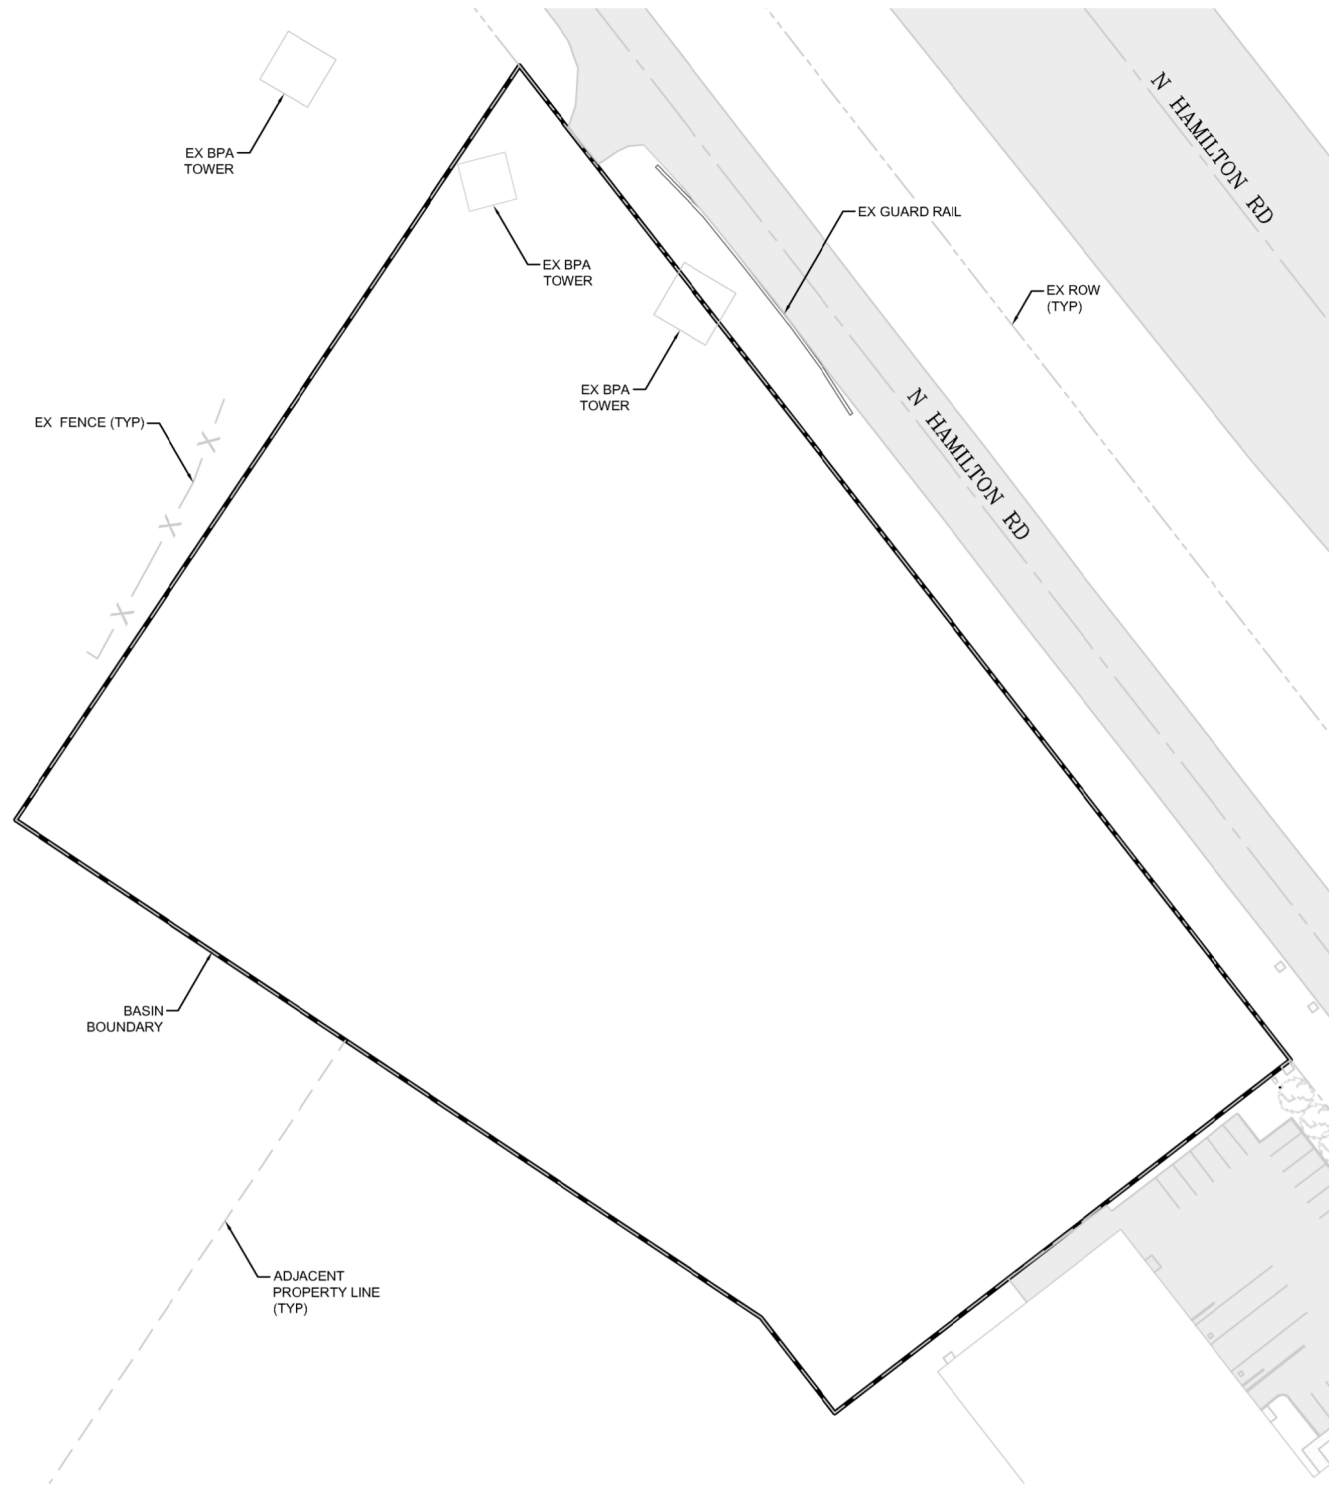 N HAMILTON RD
EX BPA
TOWER
EX GUARD RAIL
EX BPA
TOWER
EX ROW
(TYP)
EX BPA
TOWER
EX  FENCE (TYP)
N HAMILTON RD
BASIN
BOUNDARY
ADJACENT
PROPERTY LINE
(TYP)